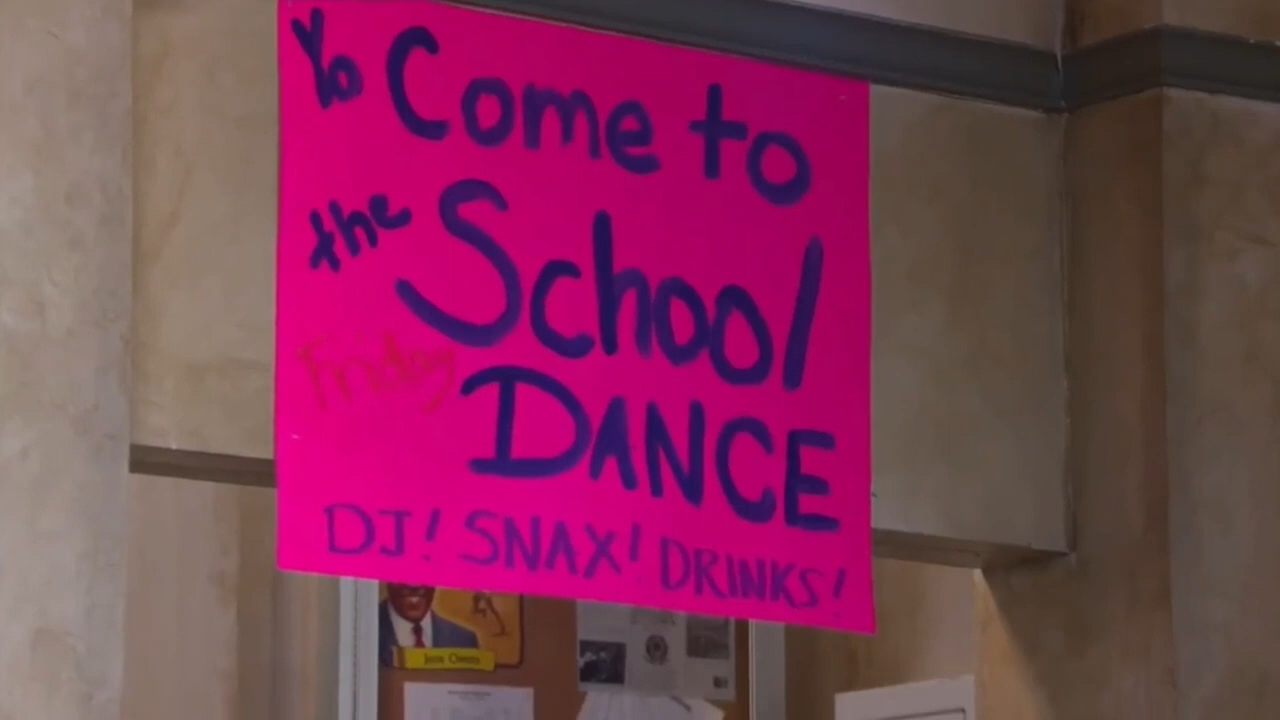 Yo Come to
the School
Friday DANCE
DJ! SNAX! DRINKS!
Jesse Owens